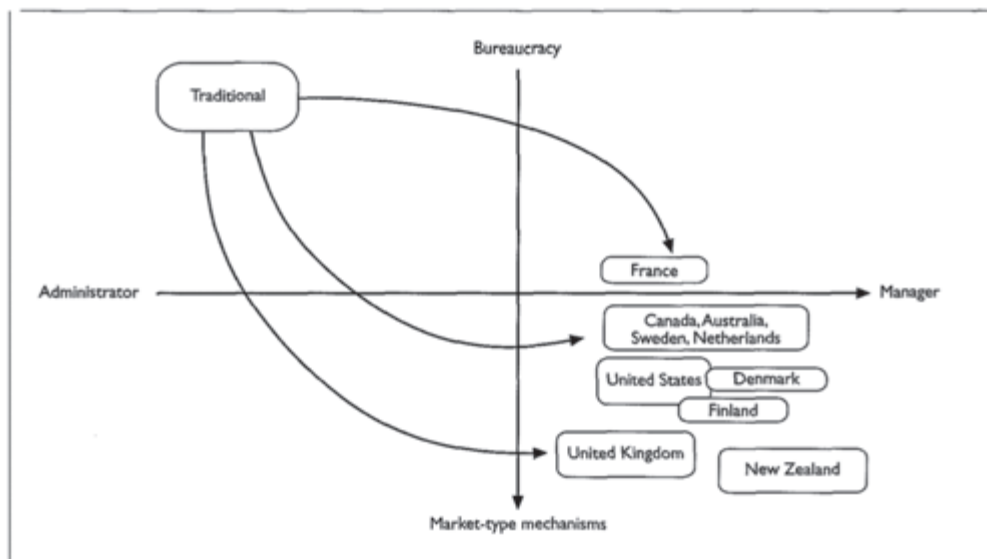 Bureaucracy
Traditional
France
Administrator
Manager
Canada, Australia,
Sweden, Netherlands
United States
Denmark
Finland
United Kingdom
New Zealand
Market-type mechanisms